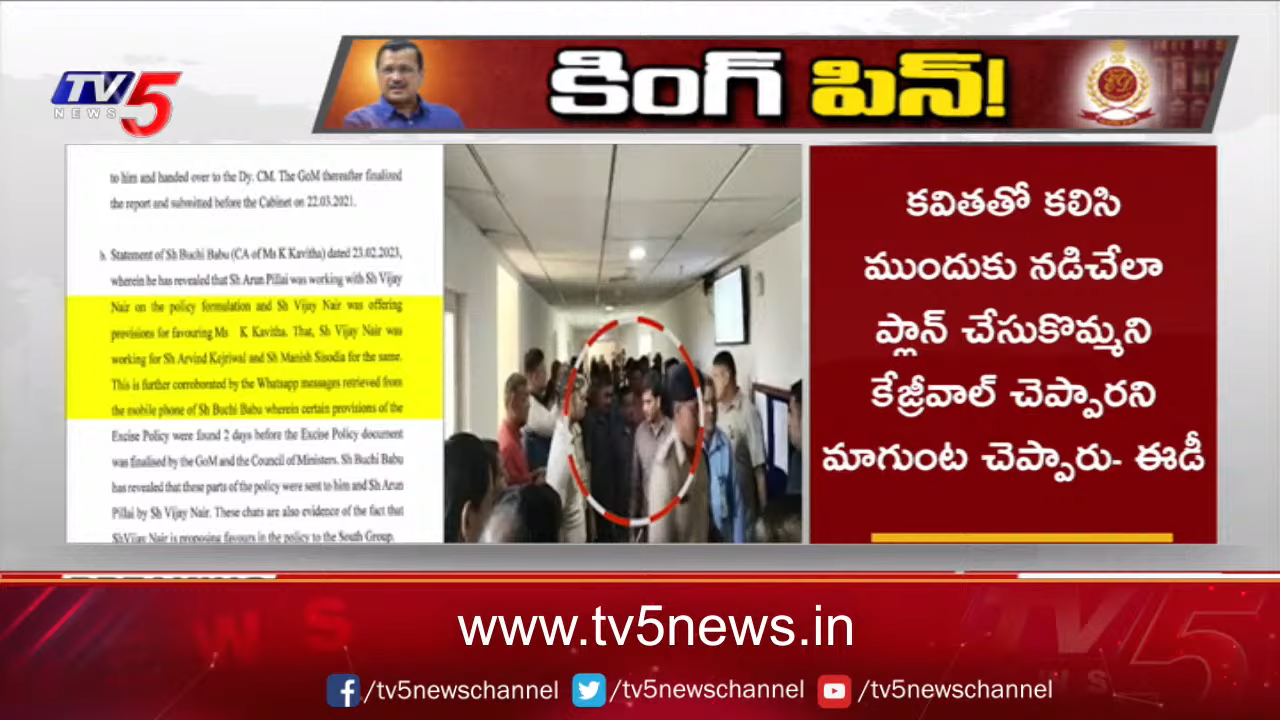 TV5
NEWS
కింగ్ పిన్!
to him and handed over to the Dy. CM. The GoM thereafter finalised
the report and submitted before the Cabinet on 22.03.2021.
b. Statement of Sh Buchi Babu (CA of Ms K Kavitha) dated 23.02.2023,
wherein he has revealed that Sh Arun Pillai was working with Sh Vijay
Nair on the policy formulation and Sh Vijay Nair was offering
provisions for favouring Ms K Kavitha. That, Sh Vijay Nair was
working for Sh Arvind Kejriwal and Sh Manish Sisodia for the same.
This is further corroborated by the Whatsapp messages retrieved from
the mobile phone of Sh Buchi Babu wherein certain provisions of the
Excise Policy were found 2 days before the Excise Policy document
was finalised by the GoM and the Council of Ministers. Sh Buchi Babu
has revealed that these parts of the policy were sent to him and Sh Arun
Pillai by Sh Vijay Nair. These chats are also evidence of the fact that
Sh Vijay Nair is proposing favours in the policy to the South Group.
కవితతో కలిసి
ముందుకు నడిచేలా
ప్లాన్ చేసుకొమ్మని
కేజ్రీవాల్ చెప్పారని
మాగుంట చెప్పారు- ఈడీ
www.tv5news.in
/tv5newschannel /tv5newschannel /tv5newschannel